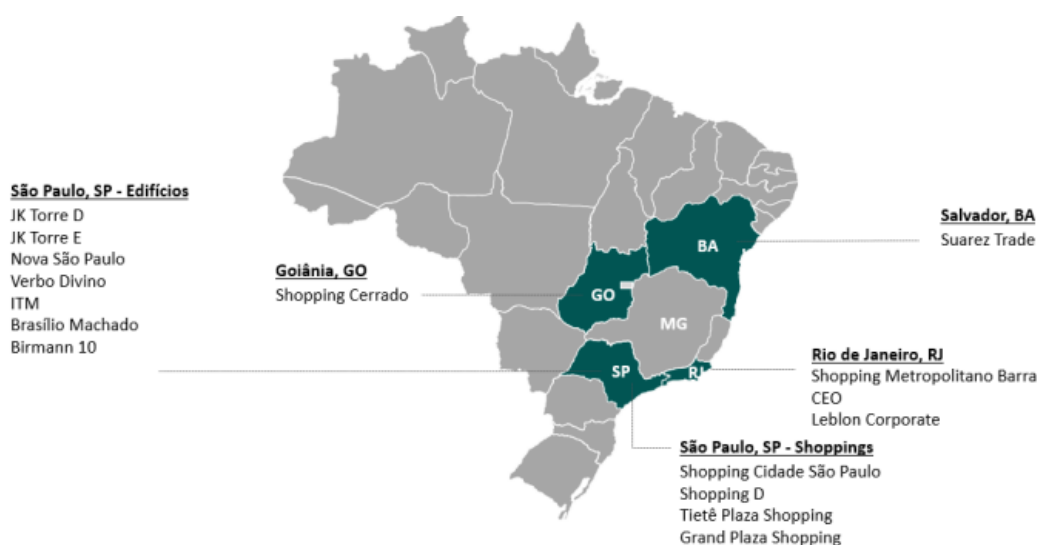 São Paulo, SP - Edifícios
JK Torre D
JK Torre E
Nova São Paulo
Verbo Divino
ITM
Brasílio Machado
Birmann 10
Goiânia, GO
Shopping Cerrado
BA
GO
MG
SP
RJ
Salvador, BA
Suarez Trade
Rio de Janeiro, RJ
Shopping Metropolitano Barra
CEO
Leblon Corporate
São Paulo, SP - Shoppings
Shopping Cidade São Paulo
Shopping D
Tietê Plaza Shopping
Grand Plaza Shopping